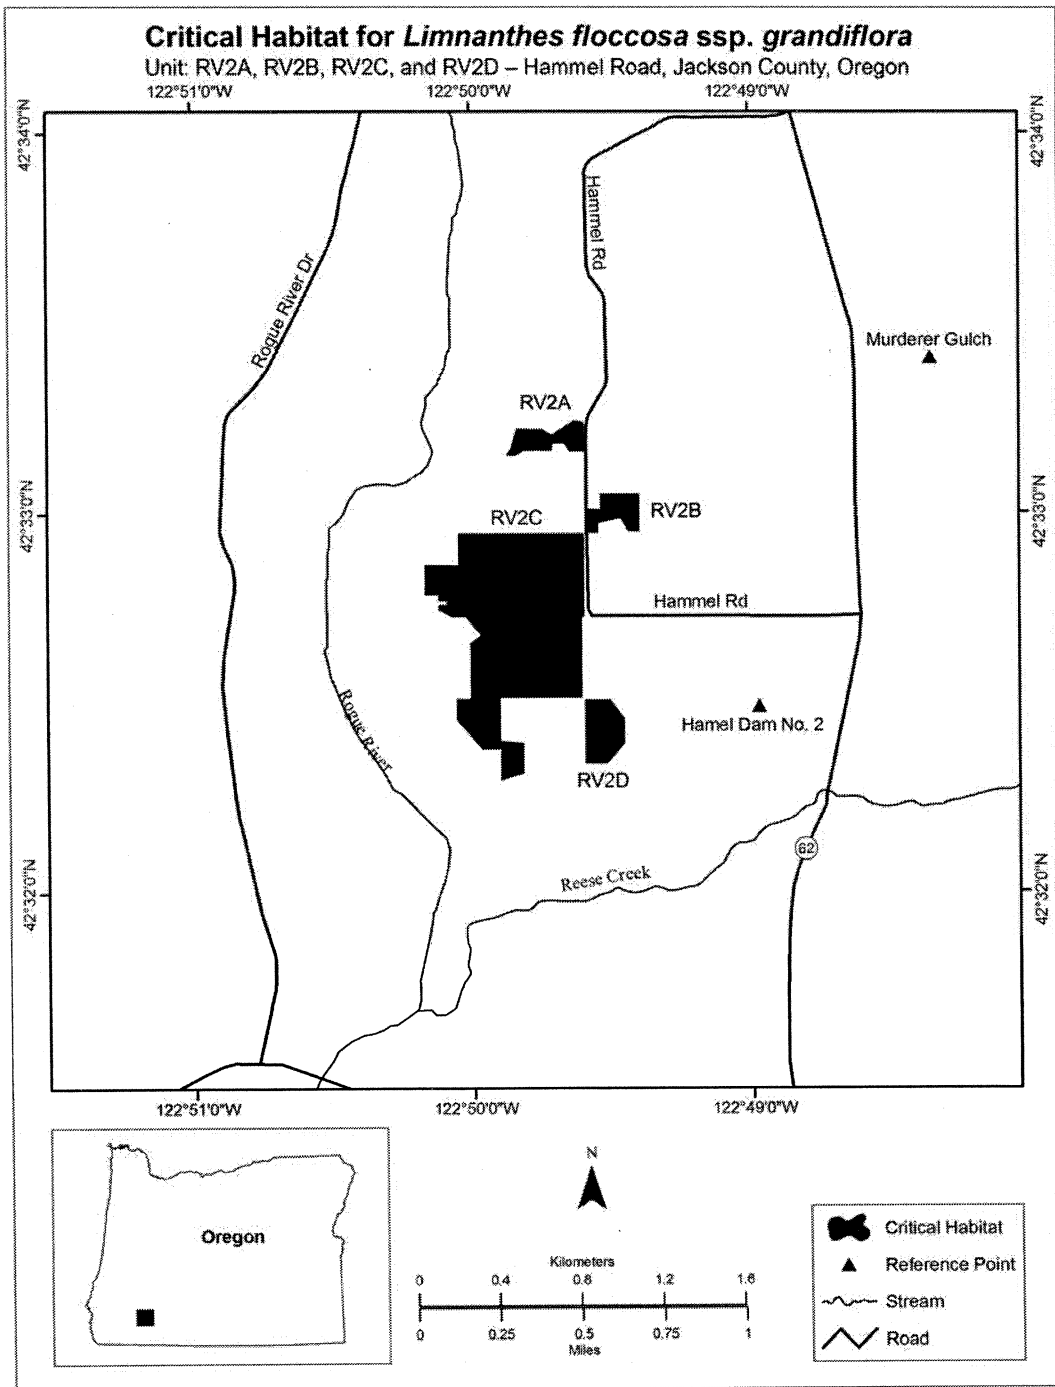 Critical Habitat for Limnanthes floccosa ssp. grandiflora
Unit: RV2A, RV2B, RV2C, and RV2D – Hammel Road, Jackson County, Oregon
122°51'0"W 122°50'0"W 122°49'0"W
42°34'0"N
42°34'0"N
Hammel Rd
Rogue River Dr
Murderer Gulch
RV2A
42°33'0"N
42°33'0"N
RV2B
RV2C
Hammel Rd
Rogue River
Hamel Dam No. 2
RV2D
62
Reese Creek
42°32'0"N
42°32'0"N
122°51'0"W 122°50'0"W 122°49'0"W
Oregon
N
Kilometers
0 0.4 0.8 1.2 1.6
0 0.25 0.5 0.75 1
Miles
Critical Habitat
Reference Point
Stream
Road